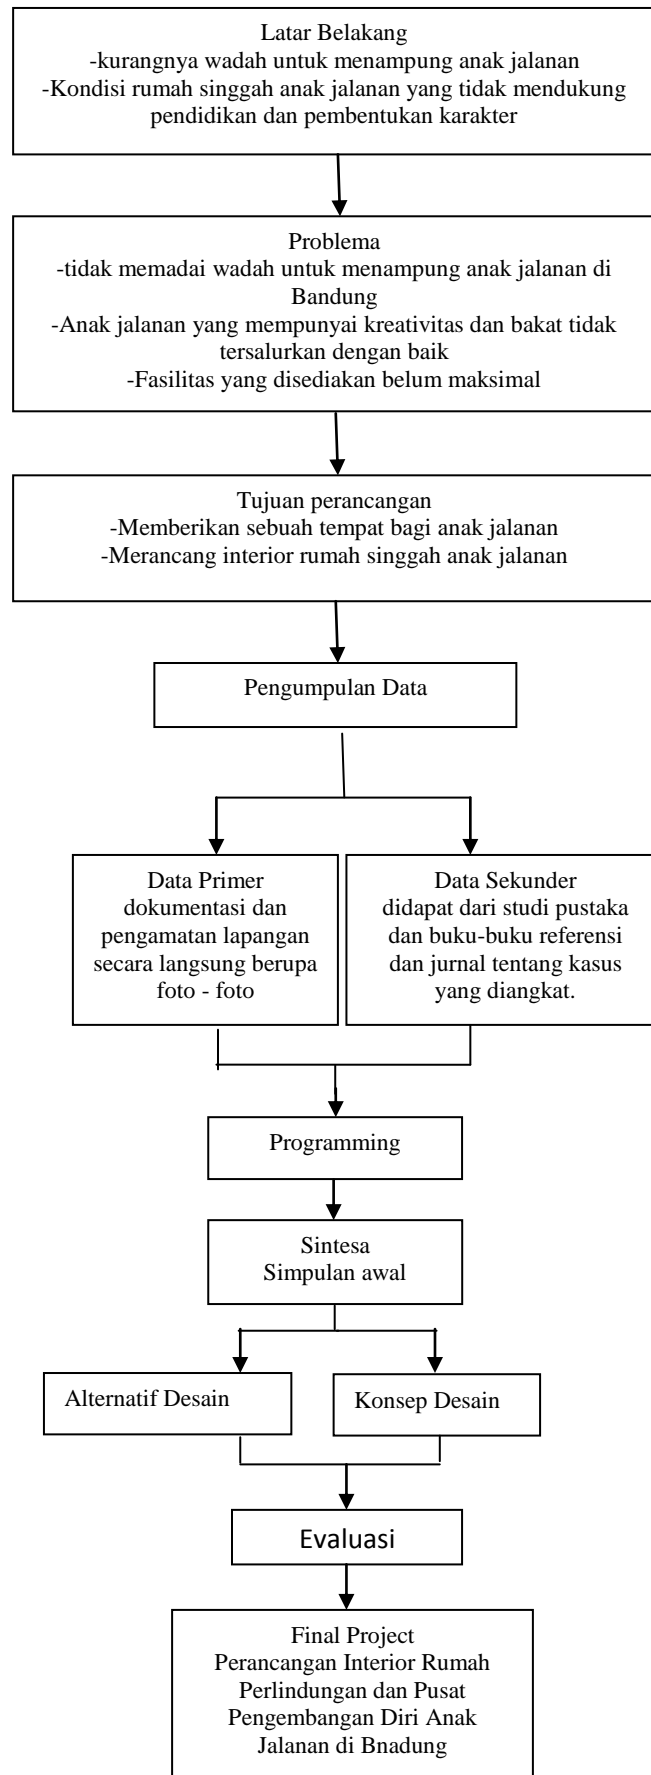 Latar Belakang
-kurangnya wadah untuk menampung anak jalanan
-Kondisi rumah singgah anak jalanan yang tidak mendukung
pendidikan dan pembentukan karakter
Problema
-tidak memadai wadah untuk menampung anak jalanan di
Bandung
-Anak jalanan yang mempunyai kreativitas dan bakat tidak
tersalurkan dengan baik
-Fasilitas yang disediakan belum maksimal
Tujuan perancangan
-Memberikan sebuah tempat bagi anak jalanan
-Merancang interior rumah singgah anak jalanan
Pengumpulan Data
Data Primer
dokumentasi dan
pengamatan lapangan
secara langsung berupa
foto - foto
Data Sekunder
didapat dari studi pustaka
dan buku-buku referensi
dan jurnal tentang kasus
yang diangkat.
Programming
Sintesa
Simpulan awal
Alternatif Desain
Konsep Desain
Evaluasi
Final Project
Perancangan Interior Rumah
Perlindungan dan Pusat
Pengembangan Diri Anak
Jalanan di Bnadung